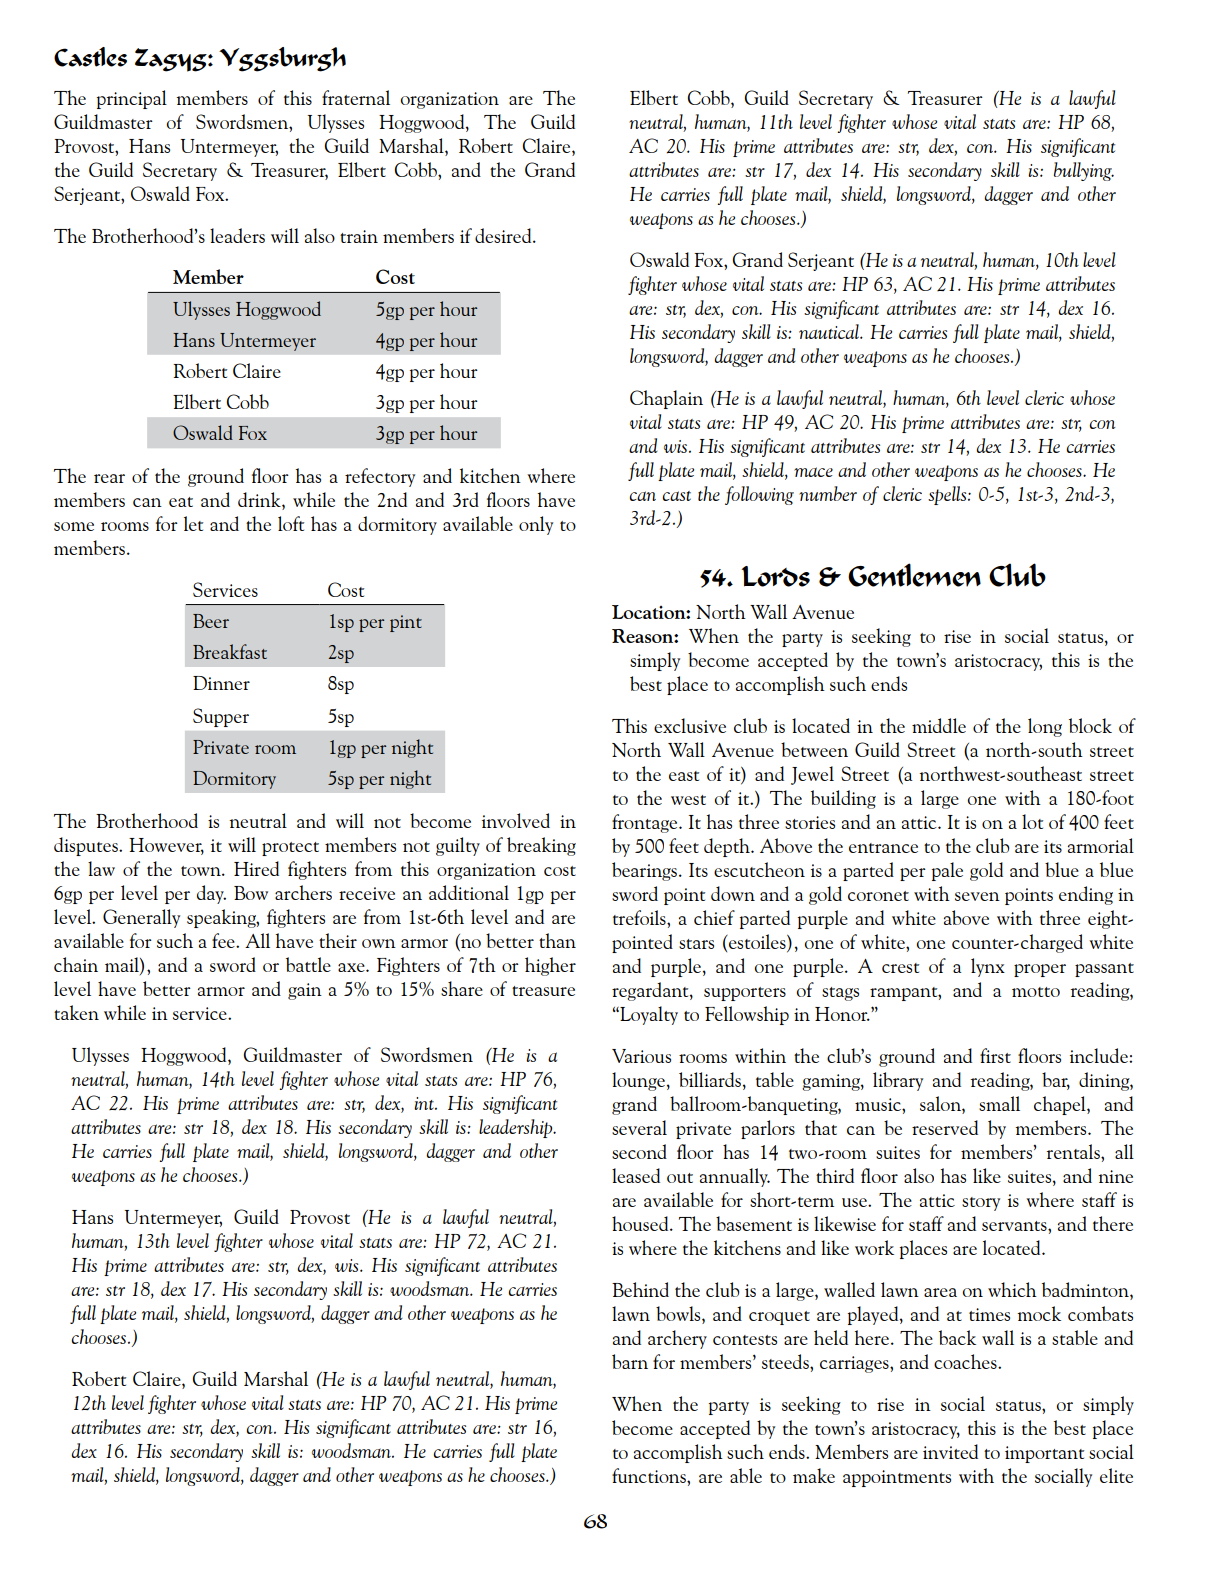 Castles Zagyg: Yggsburgh
The principal members of this fraternal organization are The
Guildmaster of Swordsmen, Ulysses Hoggwood, The Guild
Provost, Hans Untermeyer, the Guild Marshal, Robert Claire,
the Guild Secretary & Treasurer, Elbert Cobb, and the Grand
Serjeant, Oswald Fox.
The Brotherhood's leaders will also train members if desired.
Member Cost
Ulysses Hoggwood 5gp per hour
Hans Untermeyer 4gp per hour
Robert Claire 4gp per hour
Elbert Cobb 3gp per hour
Oswald Fox 3gp per hour
The rear of the ground floor has a refectory and kitchen where
members can eat and drink, while the 2nd and 3rd floors have
some rooms for let and the loft has a dormitory available only to
members.
Services Cost
Beer 1sp per pint
Breakfast 2sp
Dinner 8sp
Supper 5sp
Private room 1gp per night
Dormitory 5sp per night
The Brotherhood is neutral and will not become involved in
disputes. However, it will protect members not guilty of breaking
the law of the town. Hired fighters from this organization cost
6gp per level per day. Bow archers receive an additional 1gp per
level. Generally speaking, fighters are from 1st-6th level and are
available for such a fee. All have their own armor (no better than
chain mail), and a sword or battle axe. Fighters of 7th or higher
level have better armor and gain a 5% to 15% share of treasure
taken while in service.
Ulysses Hoggwood, Guildmaster of Swordsmen (He is a
neutral, human, 14th level fighter whose vital stats are: HP 76,
AC 22. His prime attributes are: str, dex, int. His significant
attributes are: str 18, dex 18. His secondary skill is: leadership.
He carries full plate mail, shield, longsword, dagger and other
weapons as he chooses.)
Hans Untermeyer, Guild Provost (He is a lawful neutral,
human, 13th level fighter whose vital stats are: HP 72, AC 21.
His prime attributes are: str, dex, wis. His significant attributes
are: str 18, dex 17. His secondary skill is: woodsman. He carries
full plate mail, shield, longsword, dagger and other weapons as he
chooses.)
Robert Claire, Guild Marshal (He is a lawful neutral, human,
12th level fighter whose vital stats are: HP 70, AC 21. His prime
attributes are: str, dex, con. His significant attributes are: str 16,
dex 16. His secondary skill is: woodsman. He carries full plate
mail, shield, longsword, dagger and other weapons as he chooses.)
Elbert Cobb, Guild Secretary & Treasurer (He is a lawful
neutral, human, 11th level fighter whose vital stats are: HP 68,
AC 20. His prime attributes are: str, dex, con. His significant
attributes are: str 17, dex 14. His secondary skill is: bullying.
He carries full plate mail, shield, longsword, dagger and other
weapons as he chooses.)
Oswald Fox, Grand Serjeant (He is a neutral, human, 10th level
fighter whose vital stats are: HP 63, AC 21. His prime attributes
are: str, dex, con. His significant attributes are: str 14, dex 16.
His secondary skill is: nautical. He carries full plate mail, shield,
longsword, dagger and other weapons as he chooses.)
Chaplain (He is a lawful neutral, human, 6th level cleric whose
vital stats are: HP 49, AC 20. His prime attributes are: str, con
and wis. His significant attributes are: str 14, dex 13. He carries
full plate mail, shield, mace and other weapons as he chooses. He
can cast the following number of cleric spells: 0-5, 1st-3, 2nd-3,
3rd-2.)
54. Lords & Gentlemen Club
Location: North Wall Avenue
Reason: When the party is seeking to rise in social status, or
simply become accepted by the town's aristocracy, this is the
best place to accomplish such ends
This exclusive club is located in the middle of the long block of
North Wall Avenue between Guild Street (a north-south street
to the east of it) and Jewel Street (a northwest-southeast street
to the west of it.) The building is a large one with a 180-foot
frontage. It has three stories and an attic. It is on a lot of 400 feet
by 500 feet depth. Above the entrance to the club are its armorial
bearings. Its escutcheon is a parted per pale gold and blue a blue
sword point down and a gold coronet with seven points ending in
trefoils, a chief parted purple and white above with three eight-
pointed stars (estoiles), one of white, one counter-charged white
and purple, and one purple. A crest of a lynx proper passant
regardant, supporters of stags rampant, and a motto reading,
"Loyalty to Fellowship in Honor."
Various rooms within the club's ground and first floors include:
lounge, billiards, table gaming, library and reading, bar, dining,
grand ballroom-banqueting, music, salon, small chapel, and
several private parlors that can be reserved by members. The
second floor has 14 two-room suites for members' rentals, all
leased out annually. The third floor also has like suites, and nine
are available for short-term use. The attic story is where staff is
housed. The basement is likewise for staff and servants, and there
is where the kitchens and like work places are located.
Behind the club is a large, walled lawn area on which badminton,
lawn bowls, and croquet are played, and at times mock combats
and archery contests are held here. The back wall is a stable and
barn for members' steeds, carriages, and coaches.
When the party is seeking to rise in social status, or simply
become accepted by the town's aristocracy, this is the best place
to accomplish such ends. Members are invited to important social
functions, are able to make appointments with the socially elite
68